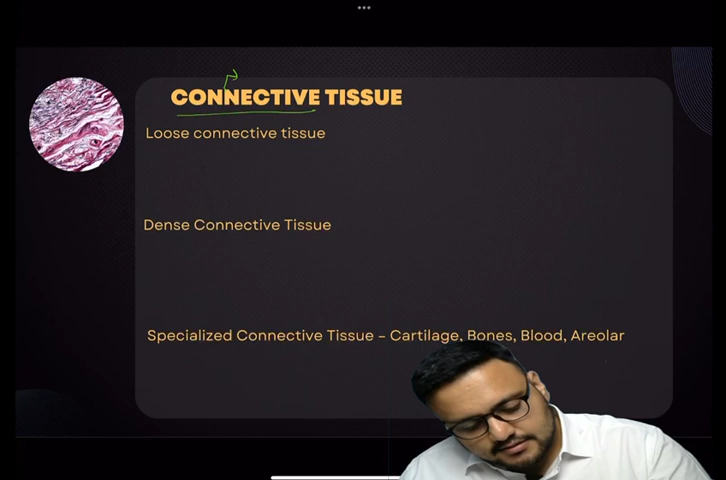 CONNECTIVE TISSUE
Loose connective tissue
Dense Connective Tissue
Specialized Connective Tissue – Cartilage, Bones, Blood, Areolar